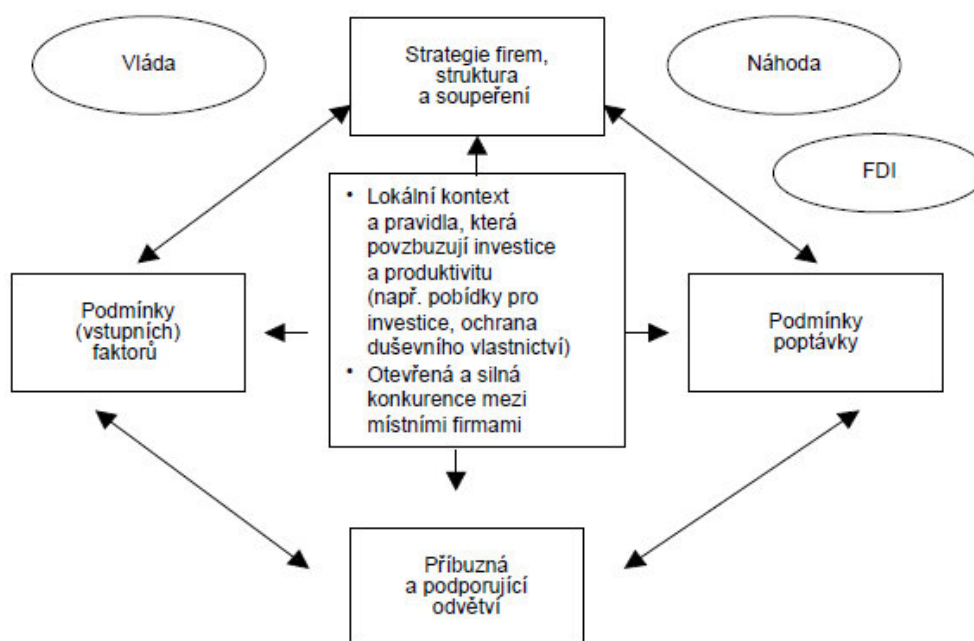 Vláda
Strategie firem,
struktura
a soupeření
Náhoda
FDI
• Lokální kontext
a pravidla, která
povzbuzují investice
a produktivitu
(např. pobídky pro
investice, ochrana
duševního vlastnictví)
• Otevřená a silná
konkurence mezi
místními firmami
Podmínky
(vstupních)
faktorů
Podmínky
poptávky
Příbuzná
a podporující
odvětví